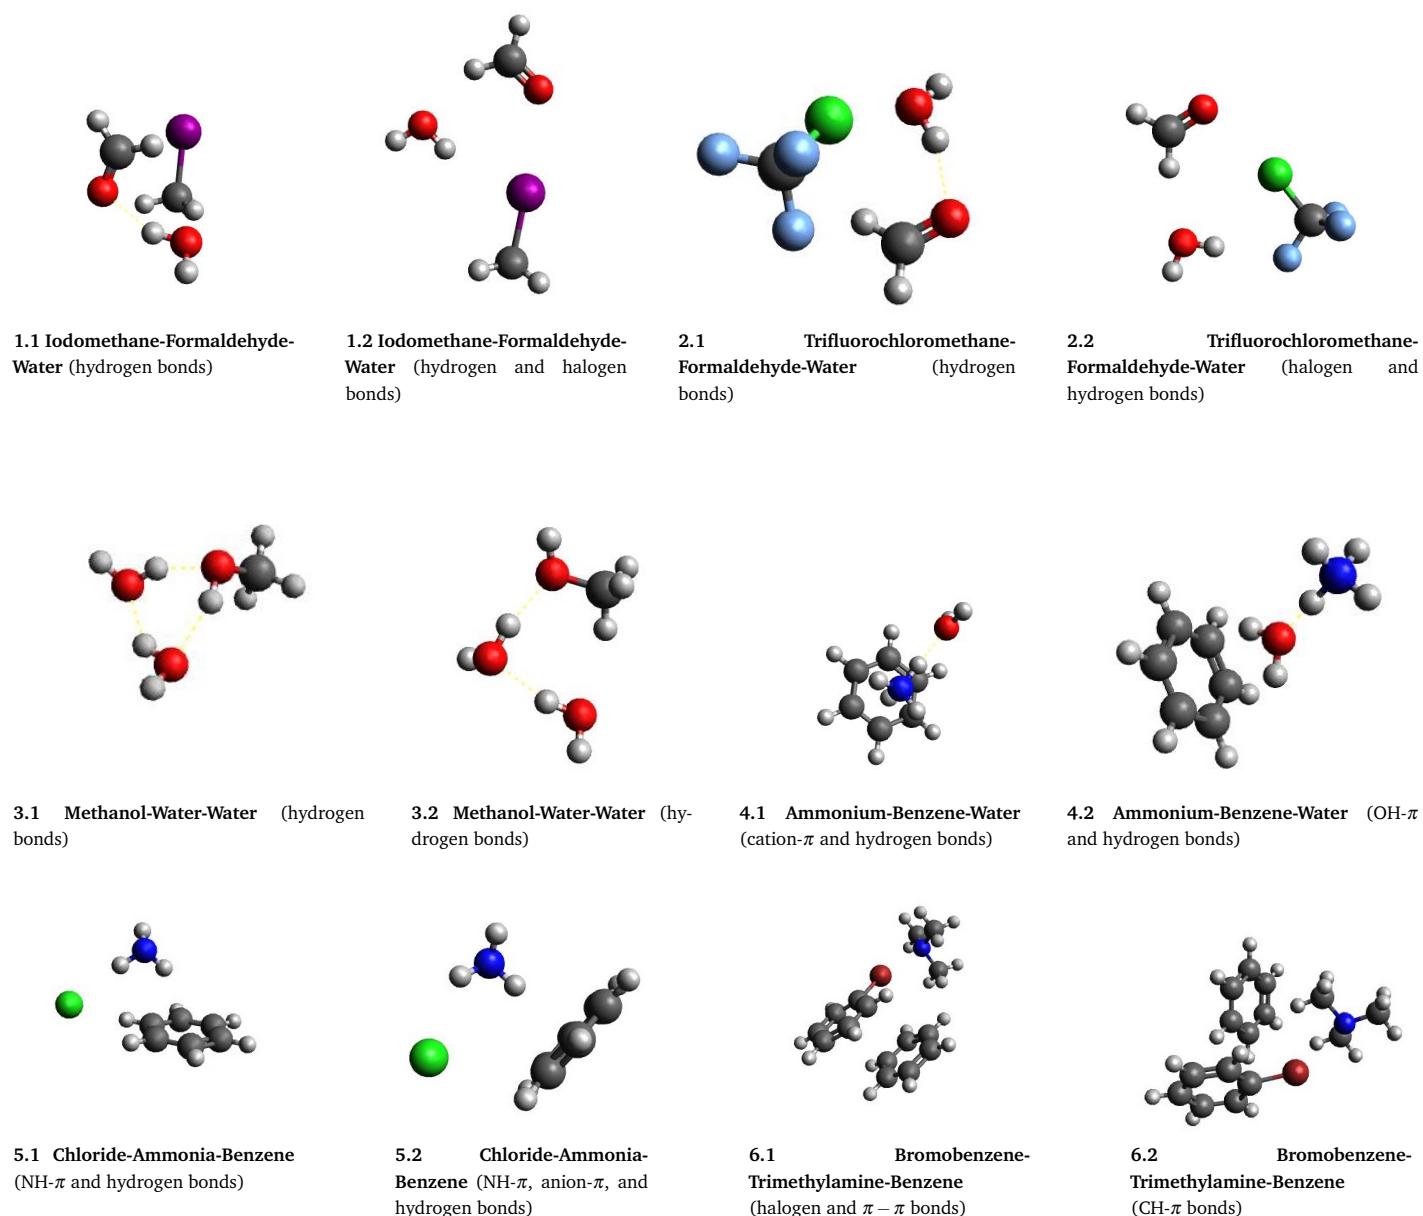 1.1 Iodomethane-Formaldehyde-
Water (hydrogen bonds)
1.2 Iodomethane-Formaldehyde-
Water (hydrogen and halogen
bonds)
2.1 Trifluorochloromethane-
Formaldehyde-Water (hydrogen
bonds)
2.2 Trifluorochloromethane-
Formaldehyde-Water (halogen and
hydrogen bonds)
3.1 Methanol-Water-Water (hydrogen
bonds)
3.2 Methanol-Water-Water (hy-
drogen bonds)
4.1 Ammonium-Benzene-Water
(cation-π and hydrogen bonds)
4.2 Ammonium-Benzene-Water (OH-π
and hydrogen bonds)
5.1 Chloride-Ammonia-Benzene
(NH-π and hydrogen bonds)
5.2 Chloride-Ammonia-
Benzene (NH-π, anion-π, and
hydrogen bonds)
6.1 Bromobenzene-
Trimethylamine-Benzene
(halogen and π − π bonds)
6.2 Bromobenzene-
Trimethylamine-Benzene
(CH-π bonds)